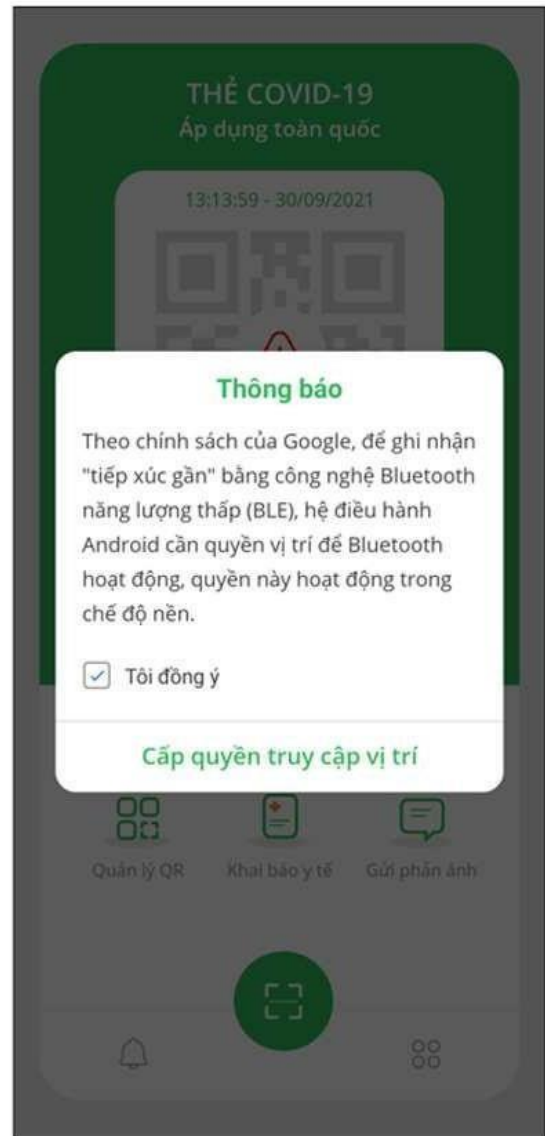 THẺ COVID-19
Áp dụng toàn quốc
13:13:59 - 30/09/2021
Thông báo
Theo chính sách của Google, để ghi nhận
"tiếp xúc gần" bằng công nghệ Bluetooth
năng lượng thấp (BLE), hệ điều hành
Android cần quyền vị trí để Bluetooth
hoạt động, quyền này hoạt động trong
chế độ nền.
Tôi đồng ý
Cấp quyền truy cập vị trí
Quản lý QR Khai báo y tế Gửi phản ánh